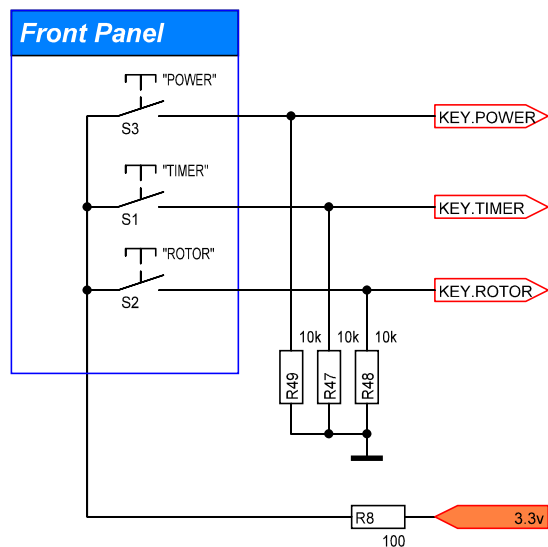 Front Panel
"POWER"
S3
KEY.POWER
"TIMER"
S1
KEY.TIMER
"ROTOR"
S2
KEY.ROTOR
10k 10k 10k
R49 R47 R48
R8
3.3v
100